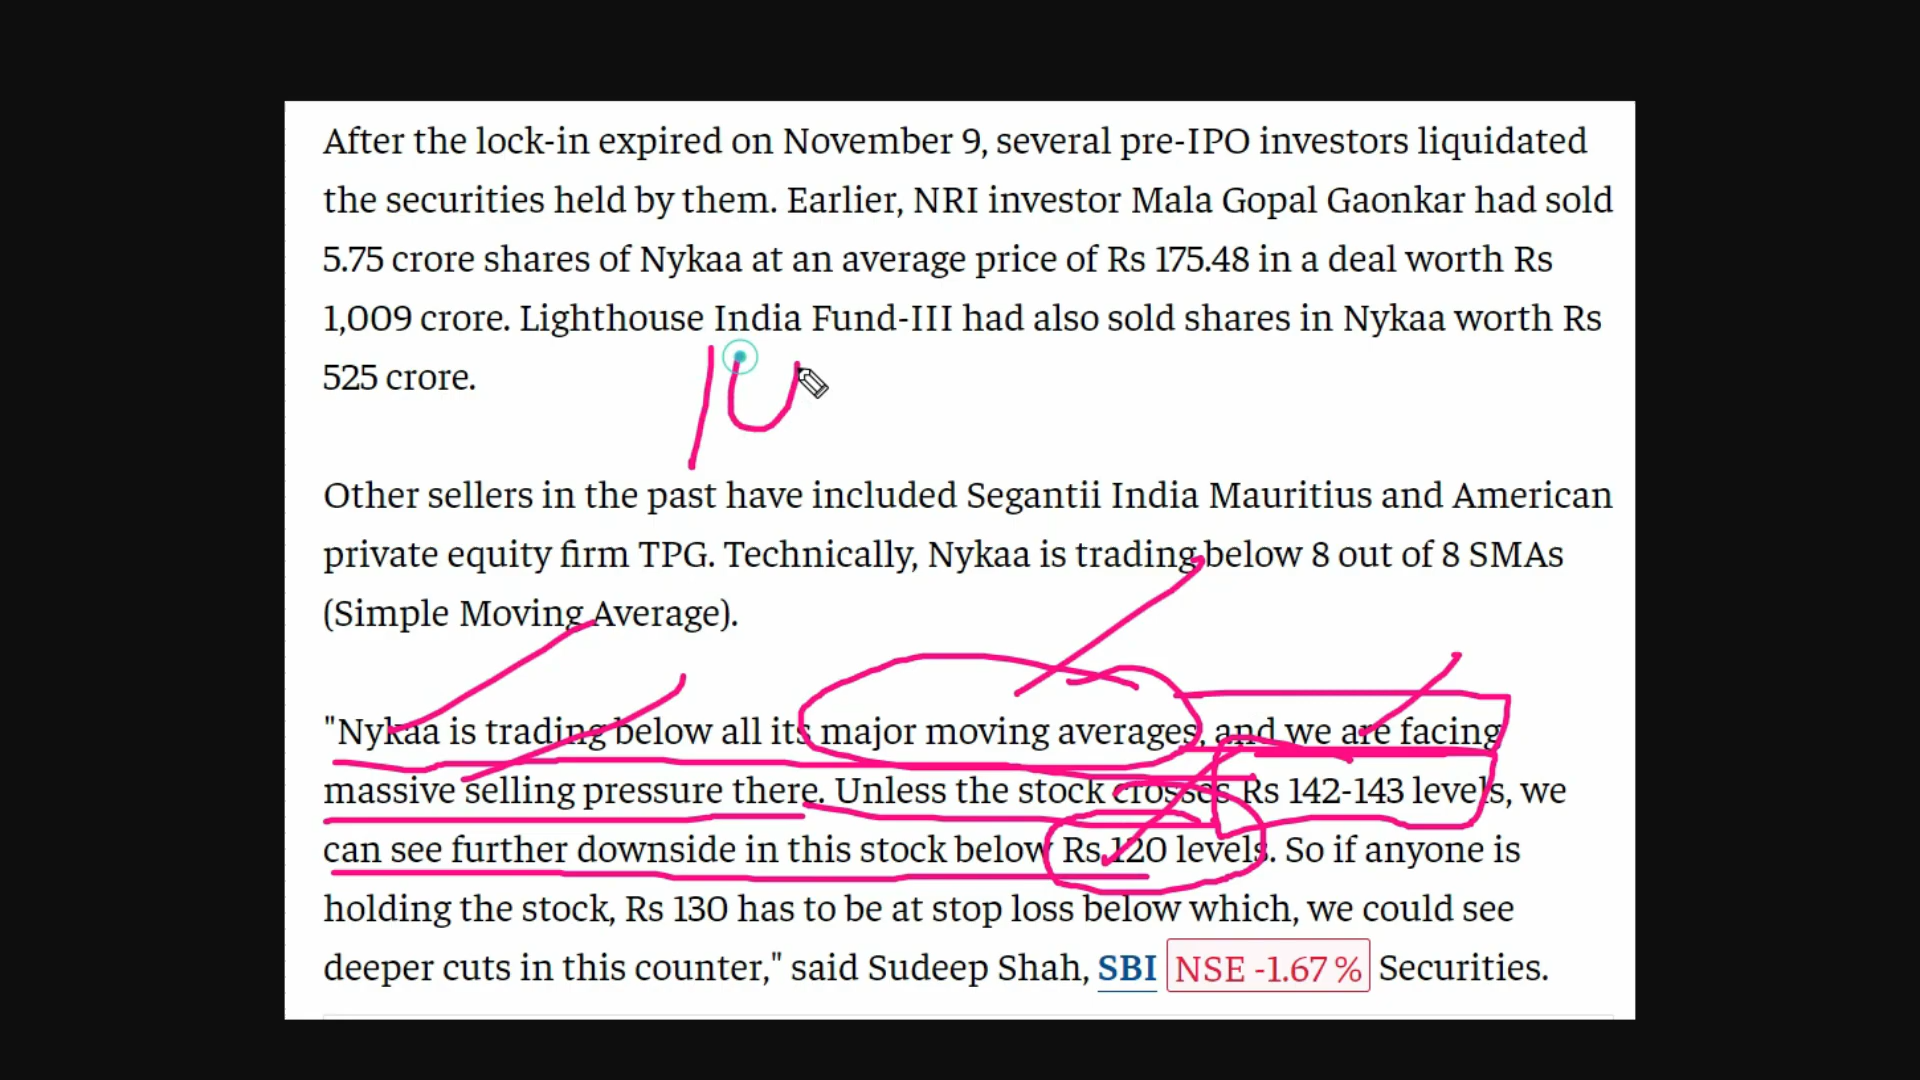 After the lock-in expired on November 9, several pre-IPO investors liquidated
the securities held by them. Earlier, NRI investor Mala Gopal Gaonkar had sold
5.75 crore shares of Nykaa at an average price of Rs 175.48 in a deal worth Rs
1,009 crore. Lighthouse India Fund-III had also sold shares in Nykaa worth Rs
525 crore.
Other sellers in the past have included Segantii India Mauritius and American
private equity firm TPG. Technically, Nykaa is trading below 8 out of 8 SMAs
(Simple Moving Average).
"Nykaa is trading below all its major moving averages, and we are facing
massive selling pressure there. Unless the stock crosses Rs 142-143 levels, we
can see further downside in this stock below Rs 120 levels. So if anyone is
holding the stock, Rs 130 has to be at stop loss below which, we could see
deeper cuts in this counter," said Sudeep Shah, SBI NSE -1.67 % Securities.